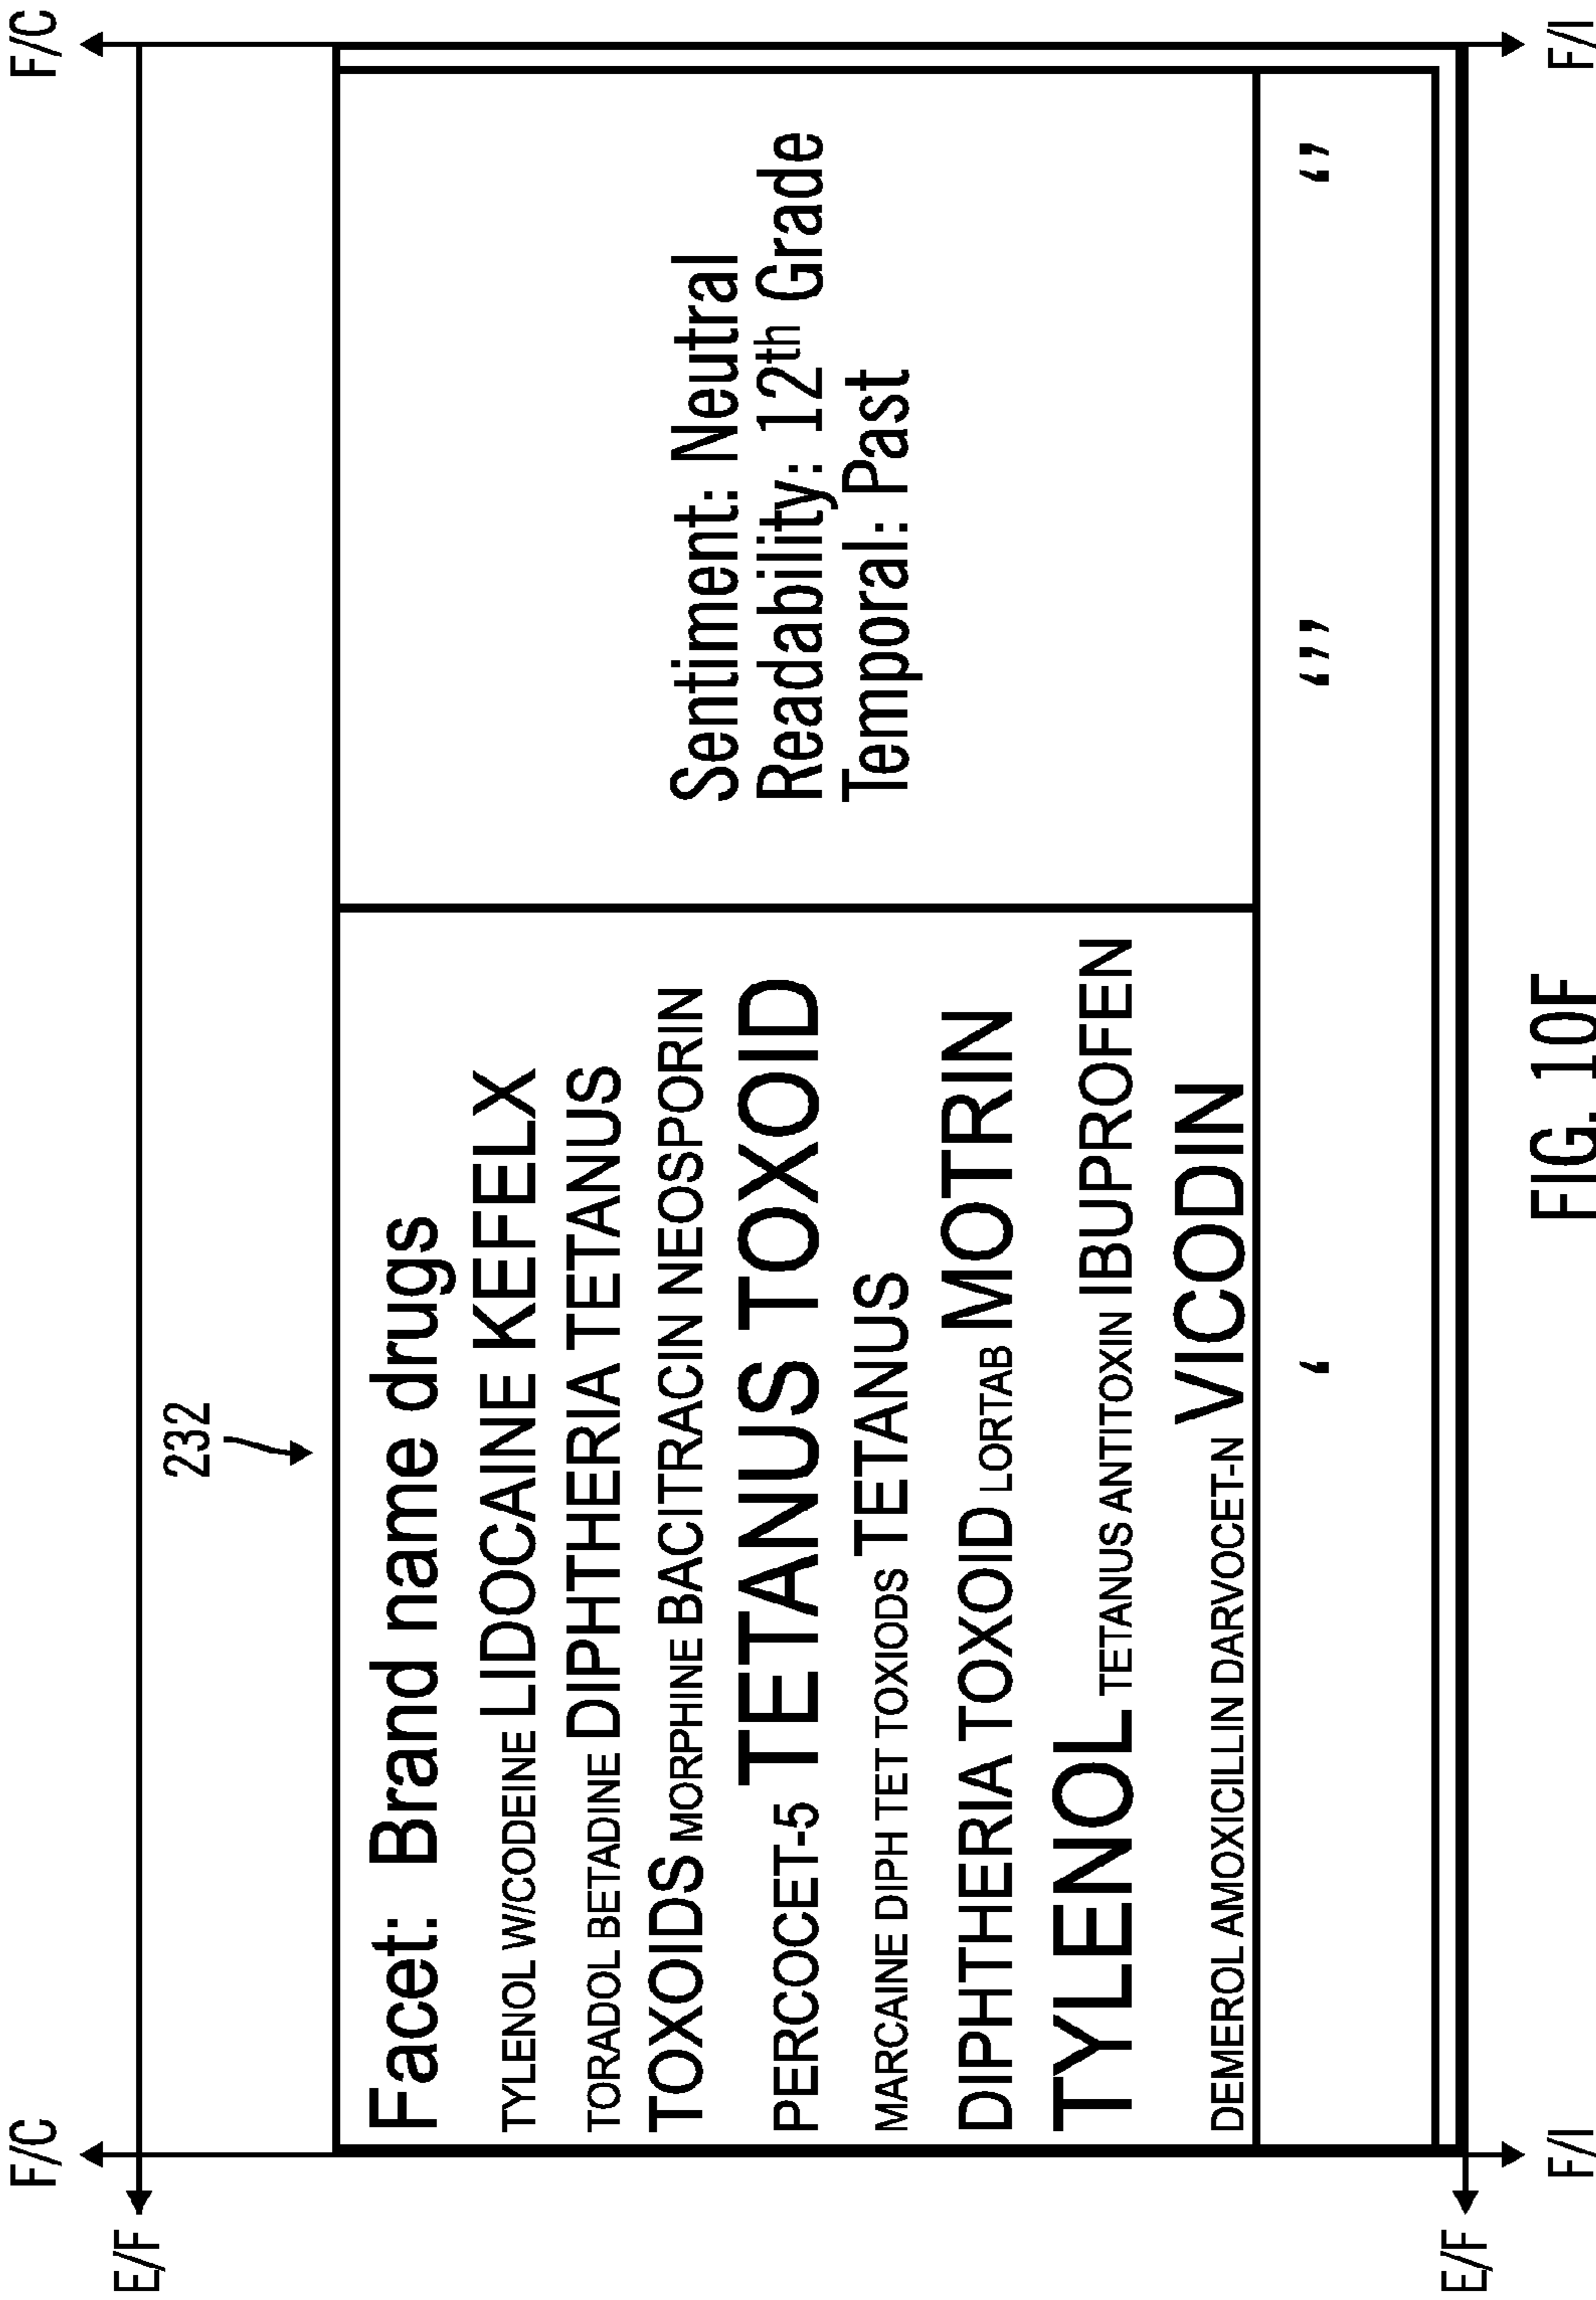 F/C
F/C
E/F
232
Facet: Brand name drugs
TYLENOL W/CODEINE LIDOCAINE KEFELX
TORADOL BETADINE DIPHTHERIA TETANUS
TOXOIDS MORPHINE BACITRACIN NEOSPORIN
PERCOCET-5 TETANUS TOXOID
MARCAINE DIPH TET TOXIODS TETANUS
DIPHTHERIA TOXOID LORTAB MOTRIN
TYLENOL TETANUS ANTITOXIN IBUPROFEN
DEMEROL AMOXICILLIN DARVOCET-N VICODIN
Sentiment: Neutral
Readability: 12th Grade
Temporal: Past
‘
‘’’
‘’
E/F
F/I
F/I
FIG. 10F